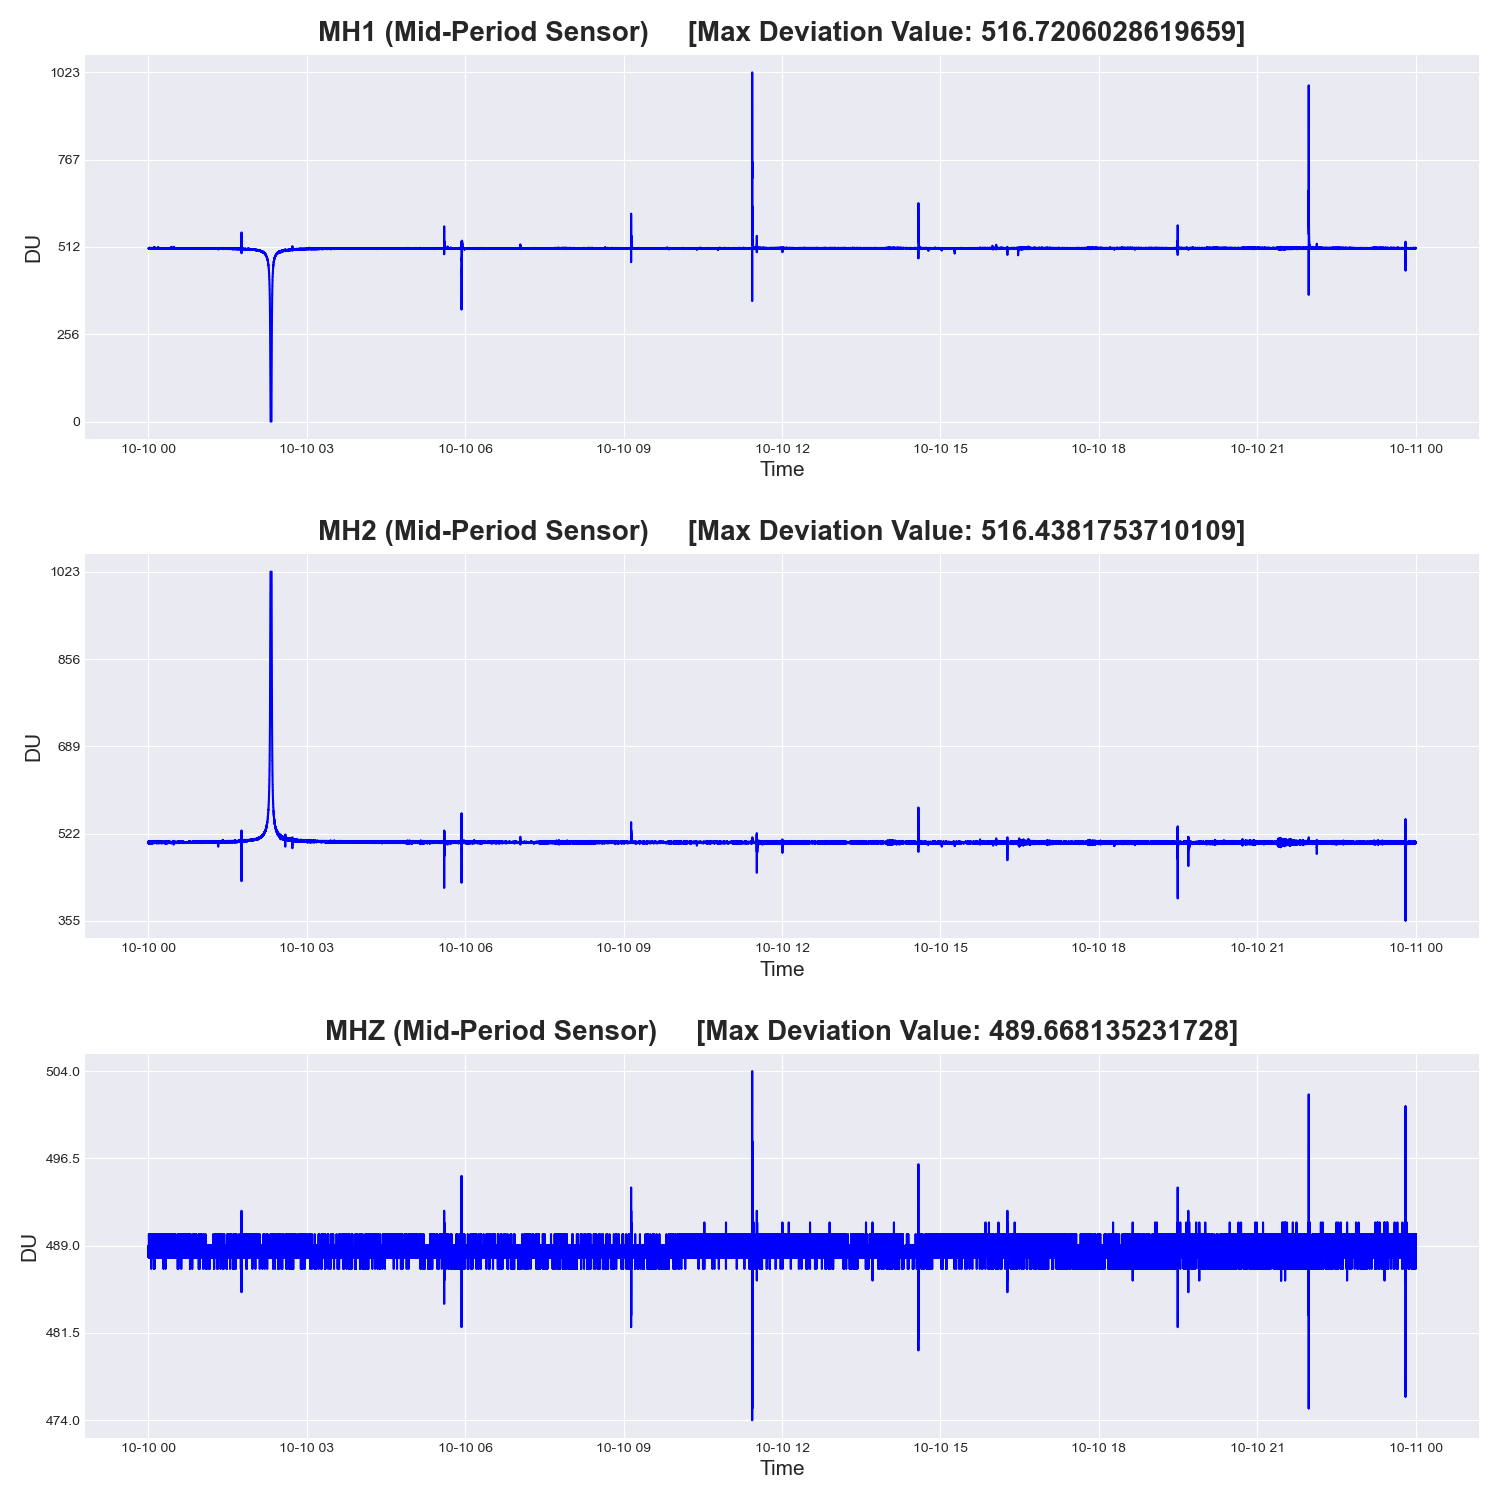 MH1 (Mid-Period Sensor) [Max Deviation Value: 516.7206028619659]
1023
767
512
256
0
DU
10-10 00 10-10 03 10-10 06 10-10 09 10-10 12 10-10 15 10-10 18 10-10 21 10-11 00
Time
MH2 (Mid-Period Sensor) [Max Deviation Value: 516.4381753710109]
1023
856
689
522
355
DU
10-10 00 10-10 03 10-10 06 10-10 09 10-10 12 10-10 15 10-10 18 10-10 21 10-11 00
Time
MHZ (Mid-Period Sensor) [Max Deviation Value: 489.668135231728]
504.0
496.5
489.0
481.5
474.0
DU
10-10 00 10-10 03 10-10 06 10-10 09 10-10 12 10-10 15 10-10 18 10-10 21 10-11 00
Time